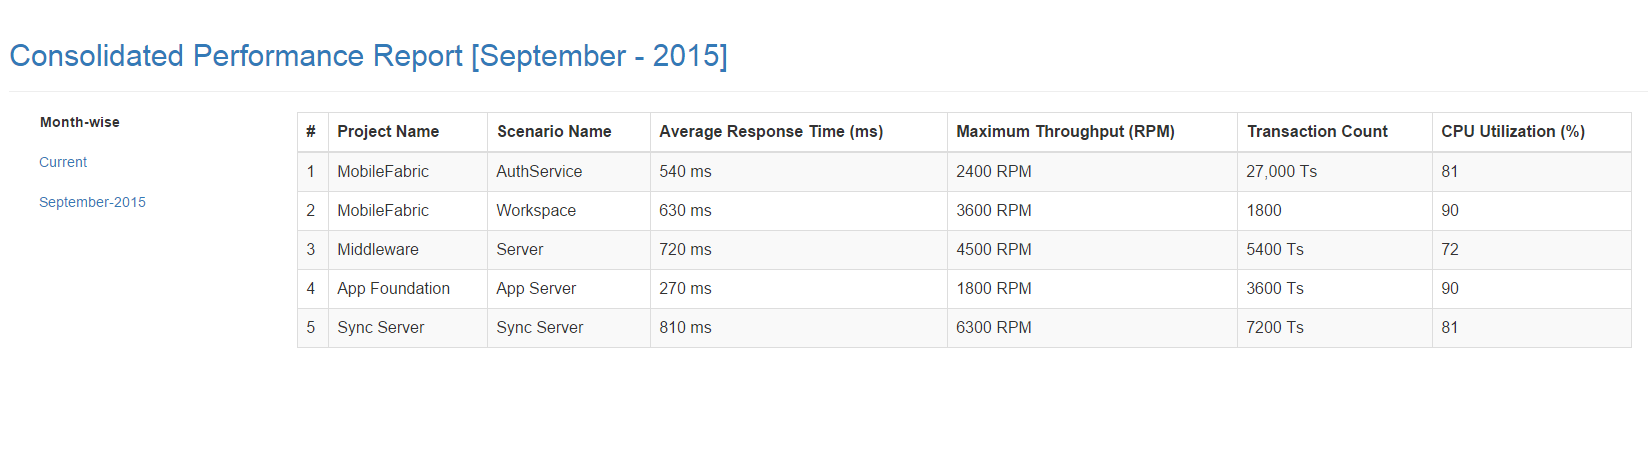 Consolidated Performance Report [September - 2015]
Month-wise
Current
September-2015
# Project Name Scenario Name Average Response Time (ms) Maximum Throughput (RPM) Transaction Count CPU Utilization (%)
1 MobileFabric AuthService 540 ms 2400 RPM 27,000 Ts 81
2 MobileFabric Workspace 630 ms 3600 RPM 1800 90
3 Middleware Server 720 ms 4500 RPM 5400 Ts 72
4 App Foundation App Server 270 ms 1800 RPM 3600 Ts 90
5 Sync Server Sync Server 810 ms 6300 RPM 7200 Ts 81